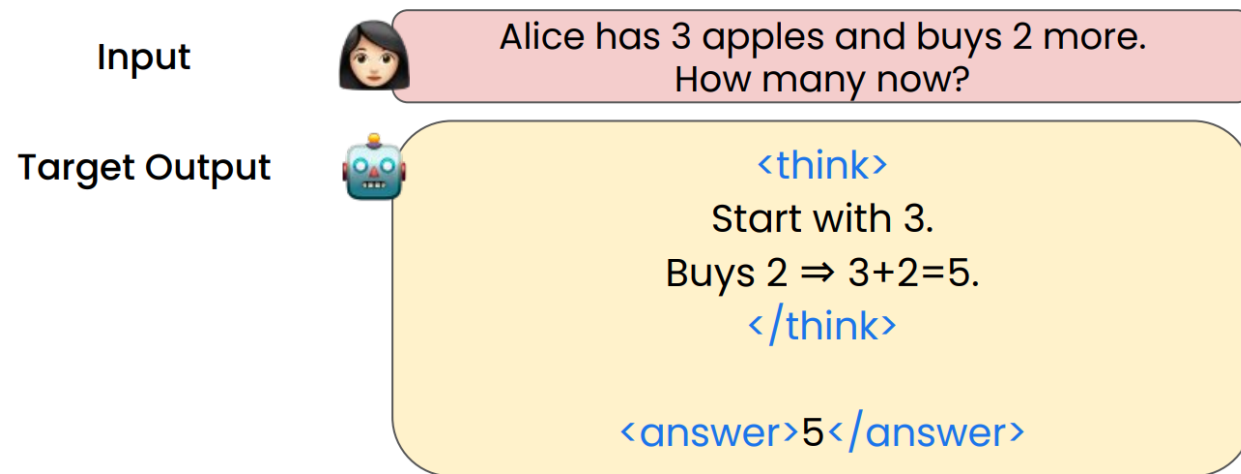 Input
Alice has 3 apples and buys 2 more.
How many now?
Target Output
<think>
Start with 3.
Buys 2 ⇒ 3+2=5.
</think>
<answer>5</answer>